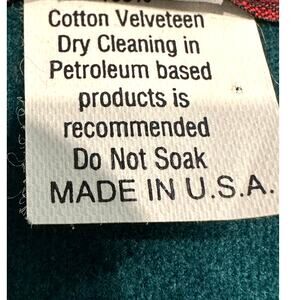 Cotton Velveteen
Dry Cleaning in
Petroleum based
products is
recommended
Do Not Soak
MADE IN U.S.A.